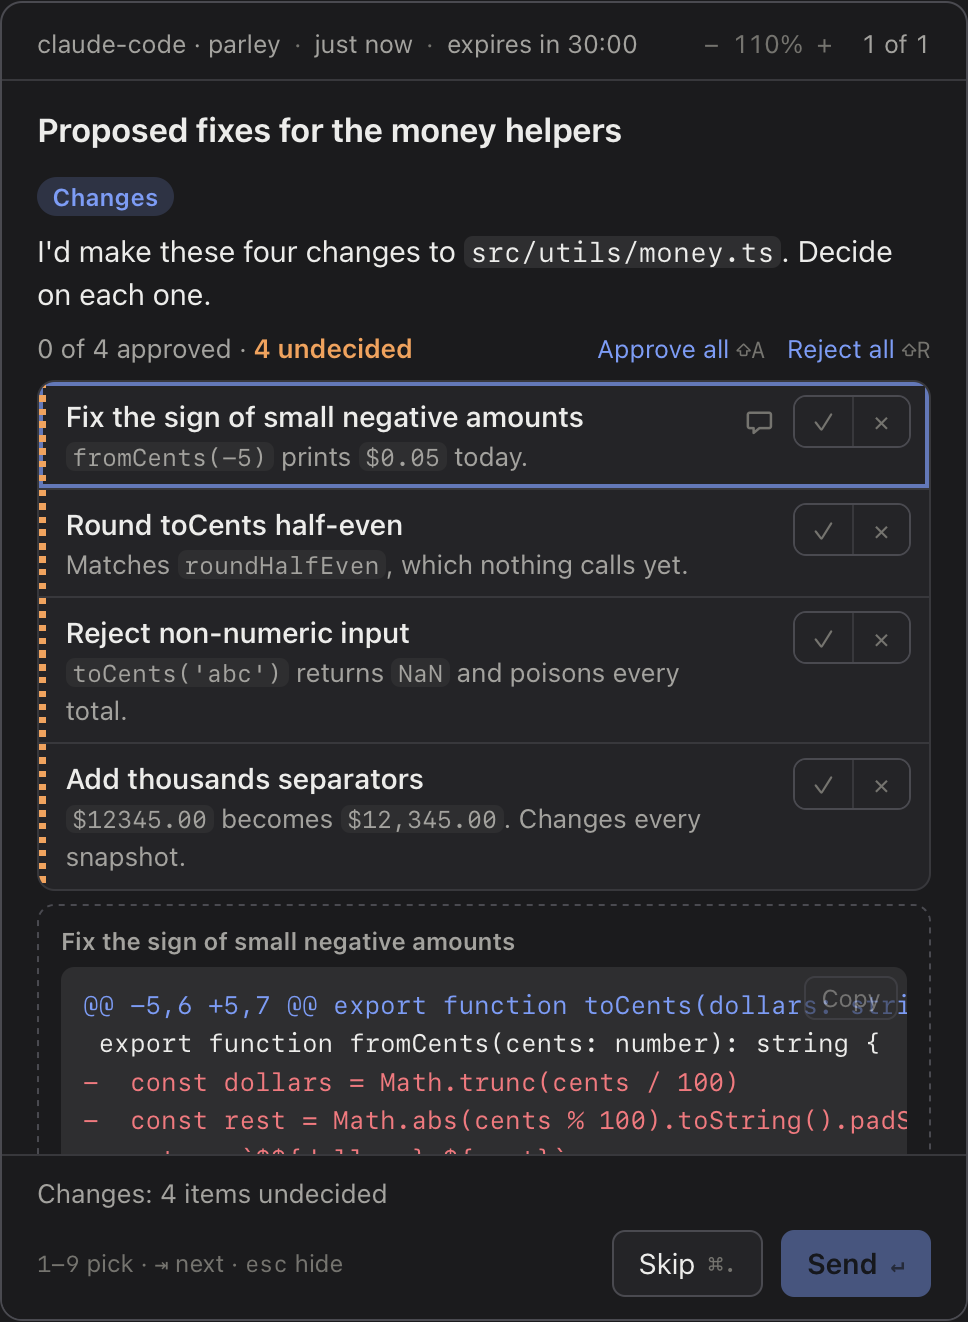 claude-code · parley · just now · expires in 30:00 − 110% + 1 of 1
Proposed fixes for the money helpers
Changes
I'd make these four changes to src/utils/money.ts. Decide
on each one.
0 of 4 approved · 4 undecided Approve all ⇧A Reject all ⇧R
Fix the sign of small negative amounts
fromCents(-5) prints $0.05 today.
Round toCents half-even
Matches roundHalfEven, which nothing calls yet.
Reject non-numeric input
toCents('abc') returns NaN and poisons every
total.
Add thousands separators
$12345.00 becomes $12,345.00. Changes every
snapshot.
Fix the sign of small negative amounts
Copy
@@ -5,6 +5,7 @@ export function toCents(dollars: stri
export function fromCents(cents: number): string {
-  const dollars = Math.trunc(cents / 100)
-  const rest = Math.abs(cents % 100).toString().padS
Changes: 4 items undecided
1–9 pick · ⇥ next · esc hide Skip ⌘. Send ↵